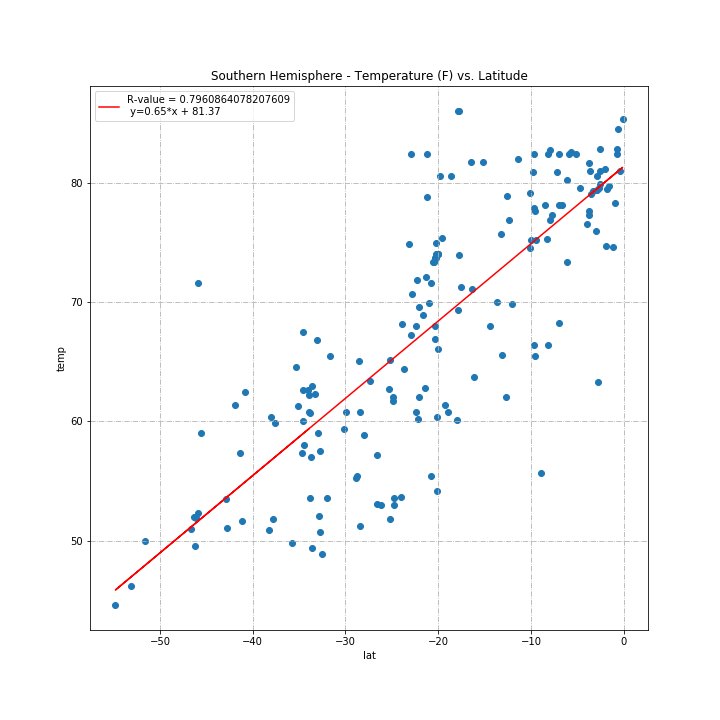 Southern Hemisphere - Temperature (F) vs. Latitude
R-value = 0.7960864078207609
y=0.65*x + 81.37
80
70
60
50
temp
−50 −40 −30 −20 −10 0
lat